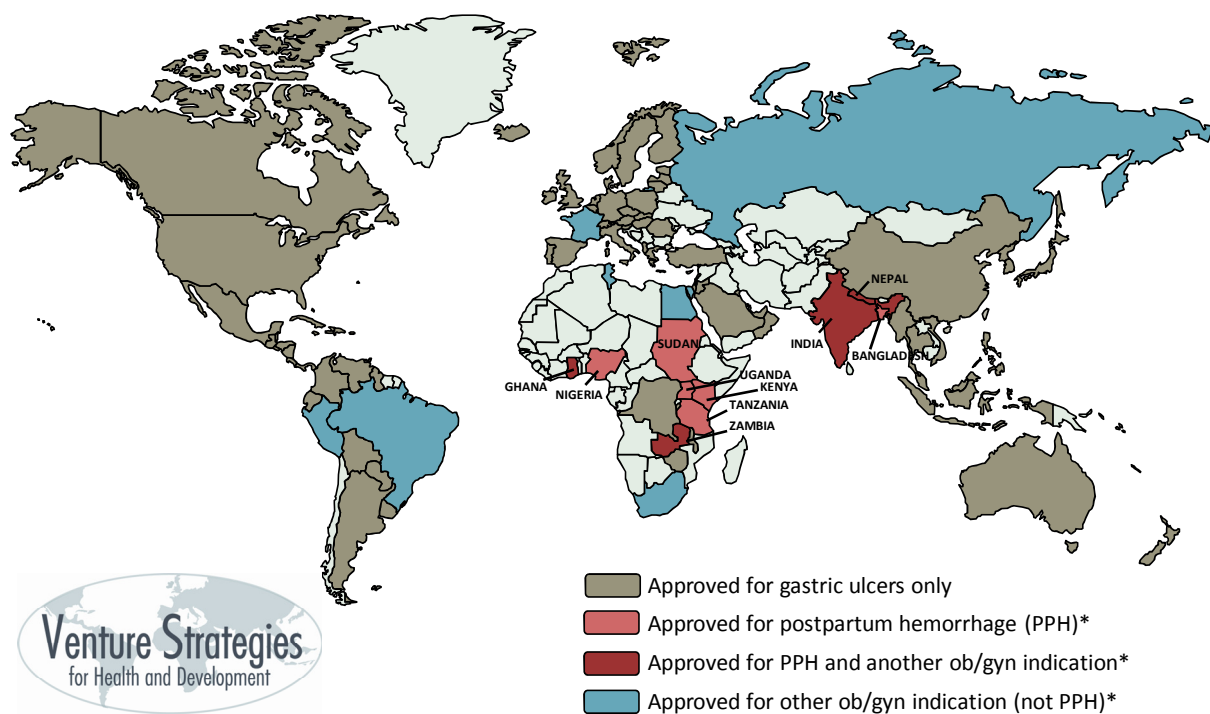 NEPAL
INDIA
BANGLADESH
SUDAN
UGANDA
KENYA
GHANA
NIGERIA
TANZANIA
ZAMBIA
Approved for gastric ulcers only
Approved for postpartum hemorrhage (PPH)*
Approved for PPH and another ob/gyn indication*
Approved for other ob/gyn indication (not PPH)*
Venture Strategies
for Health and Development